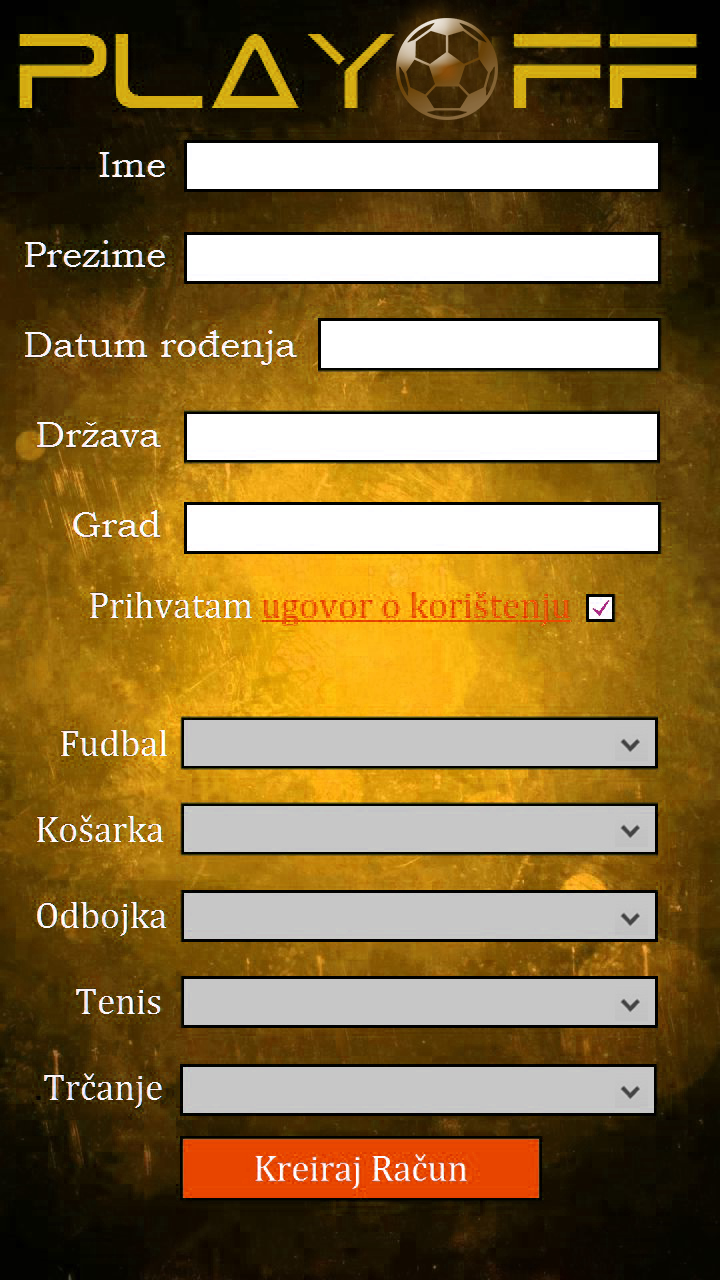 PLAYOFF
Ime
Prezime
Datum rođenja
Država
Grad
Prihvatam ugovor o korištenju
Fudbal
Košarka
Odbojka
Tenis
Trčanje
Kreiraj Račun